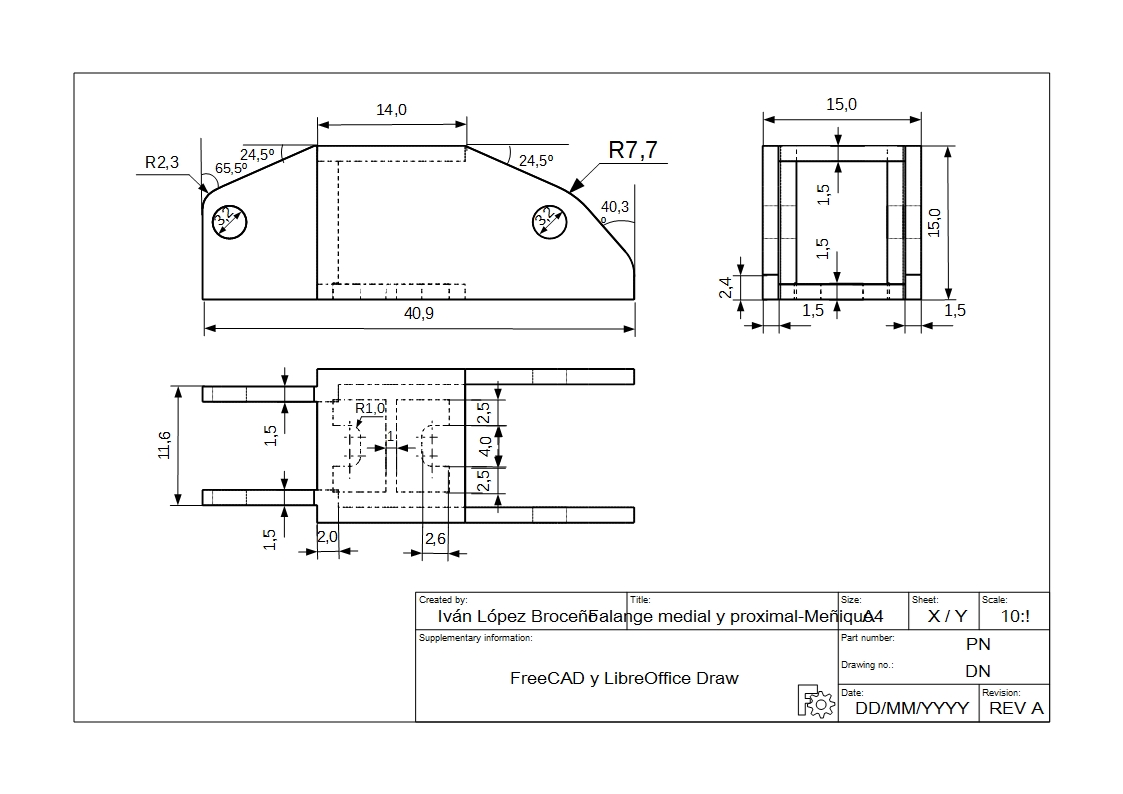 14,0
15,0
R2,3
24,5º
65,5º
24,5º
R7,7
3,2
3,2
40,3
º
1,5
15,0
1,5
2,4
40,9
1,5
1,5
R1,0
2,5
11,6
1,5
1
4,0
2,5
1,5
2,0
2,6
Created by:
Title:
Size:
Sheet:
Scale:
Iván López Broceño
Falange medial y proximal-Meñique
A4
X / Y
10:!
Supplementary information:
Part number:
PN
FreeCAD y LibreOffice Draw
Drawing no.:
DN
Date:
Revision:
DD/MM/YYYY
REV A